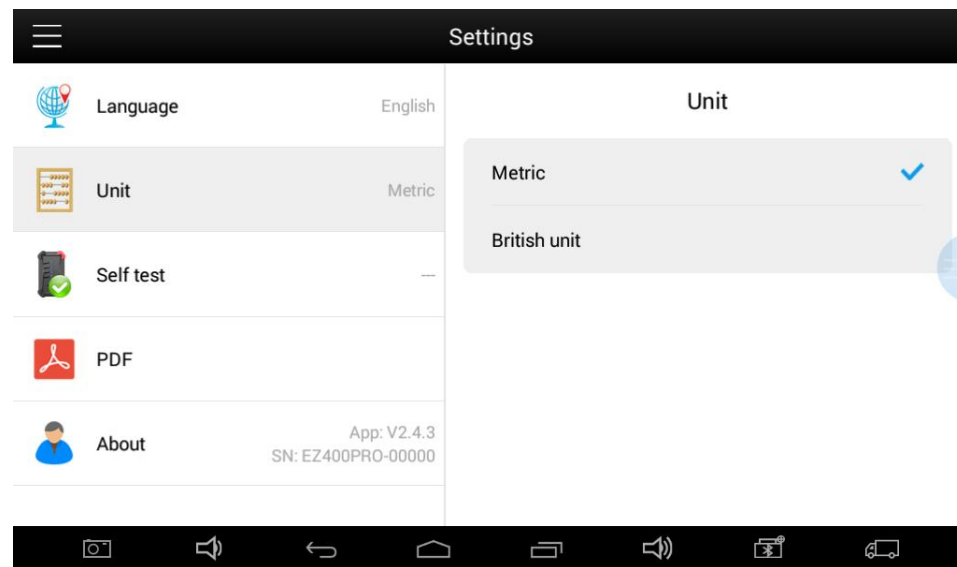 Settings
Language
English
Unit
Metric
Self test
---
PDF
About
App: V2.4.3
SN: EZ400PRO-00000
Unit
Metric
British unit